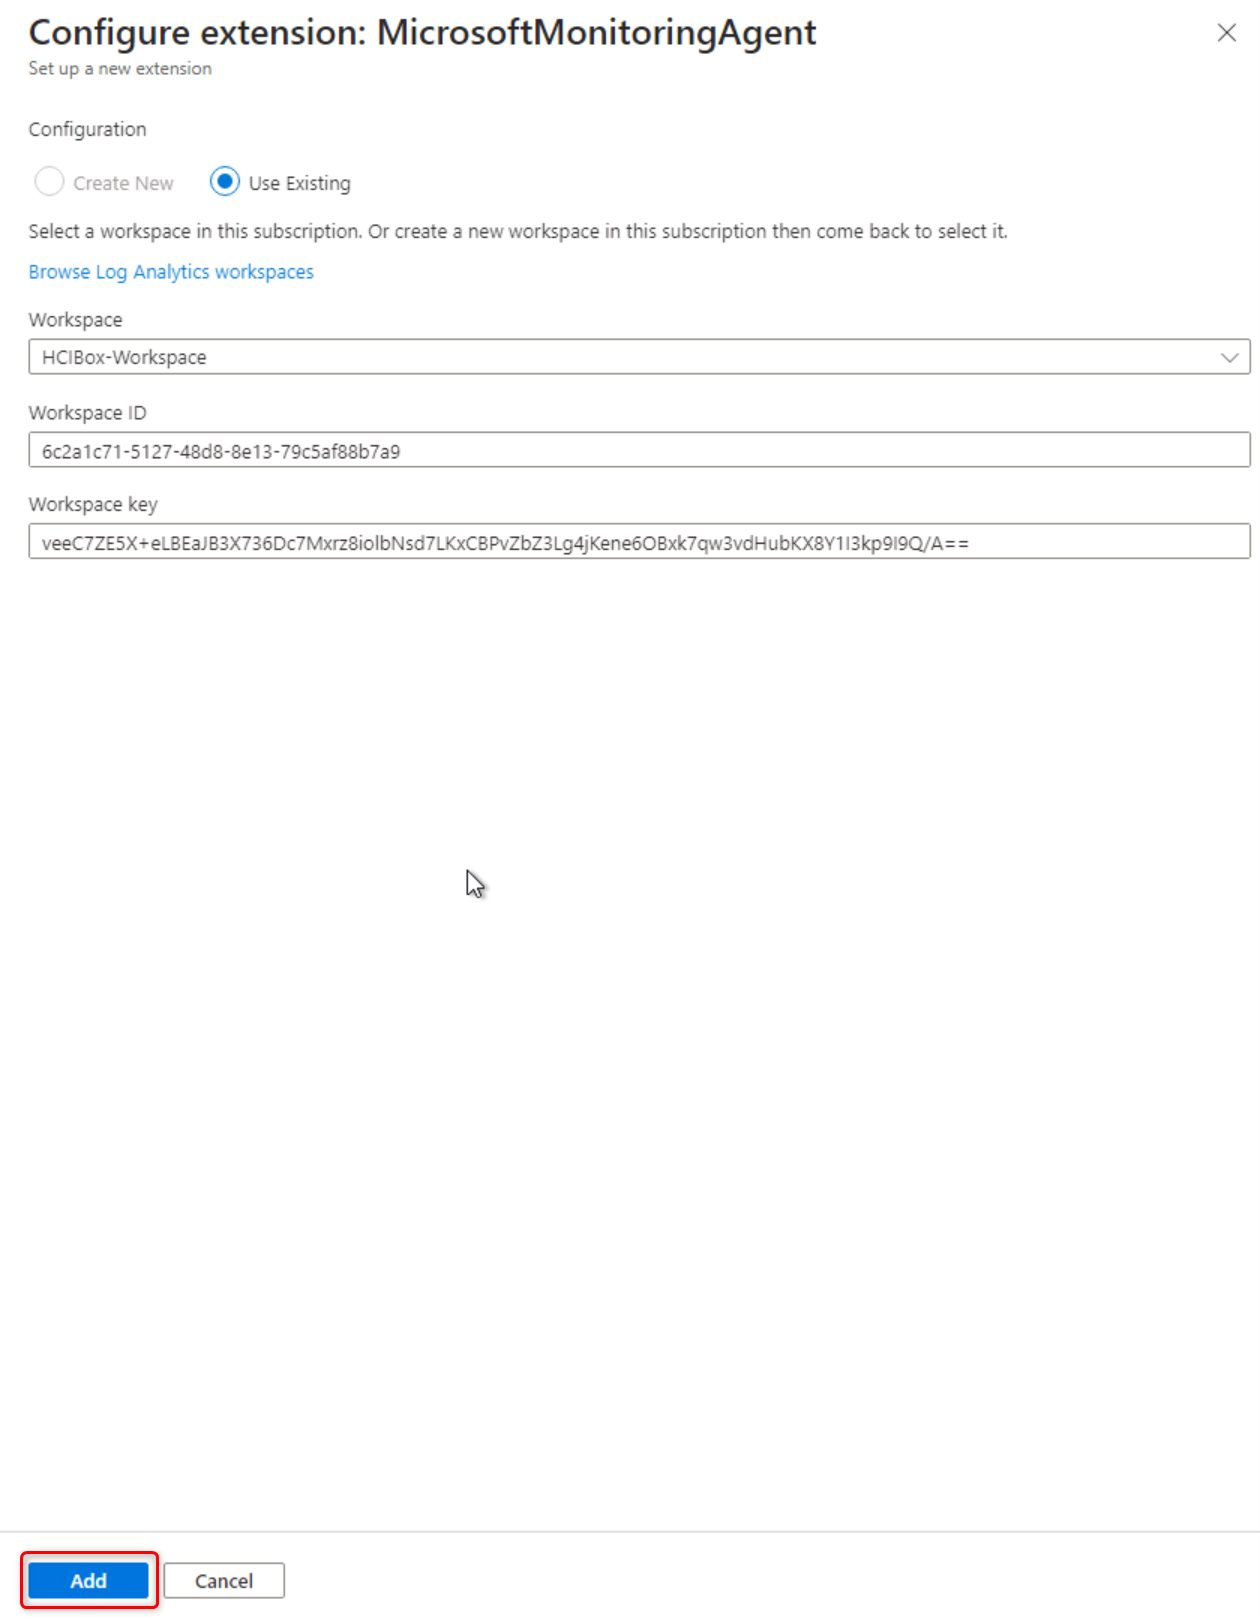 Configure extension: MicrosoftMonitoringAgent
Set up a new extension
Configuration
Create New
Use Existing
Select a workspace in this subscription. Or create a new workspace in this subscription then come back to select it.
Browse Log Analytics workspaces
Workspace
HCIBox-Workspace
Workspace ID
6c2a1c71-5127-48d8-8e13-79c5af88b7a9
Workspace key
veeC7ZE5X+eLBEaJB3X736Dc7Mxrz8iolbNsd7LKxCBPvZbZ3Lg4jKene6OBxk7qw3vdHubKX8Y1I3kp9I9Q/A==
Add
Cancel